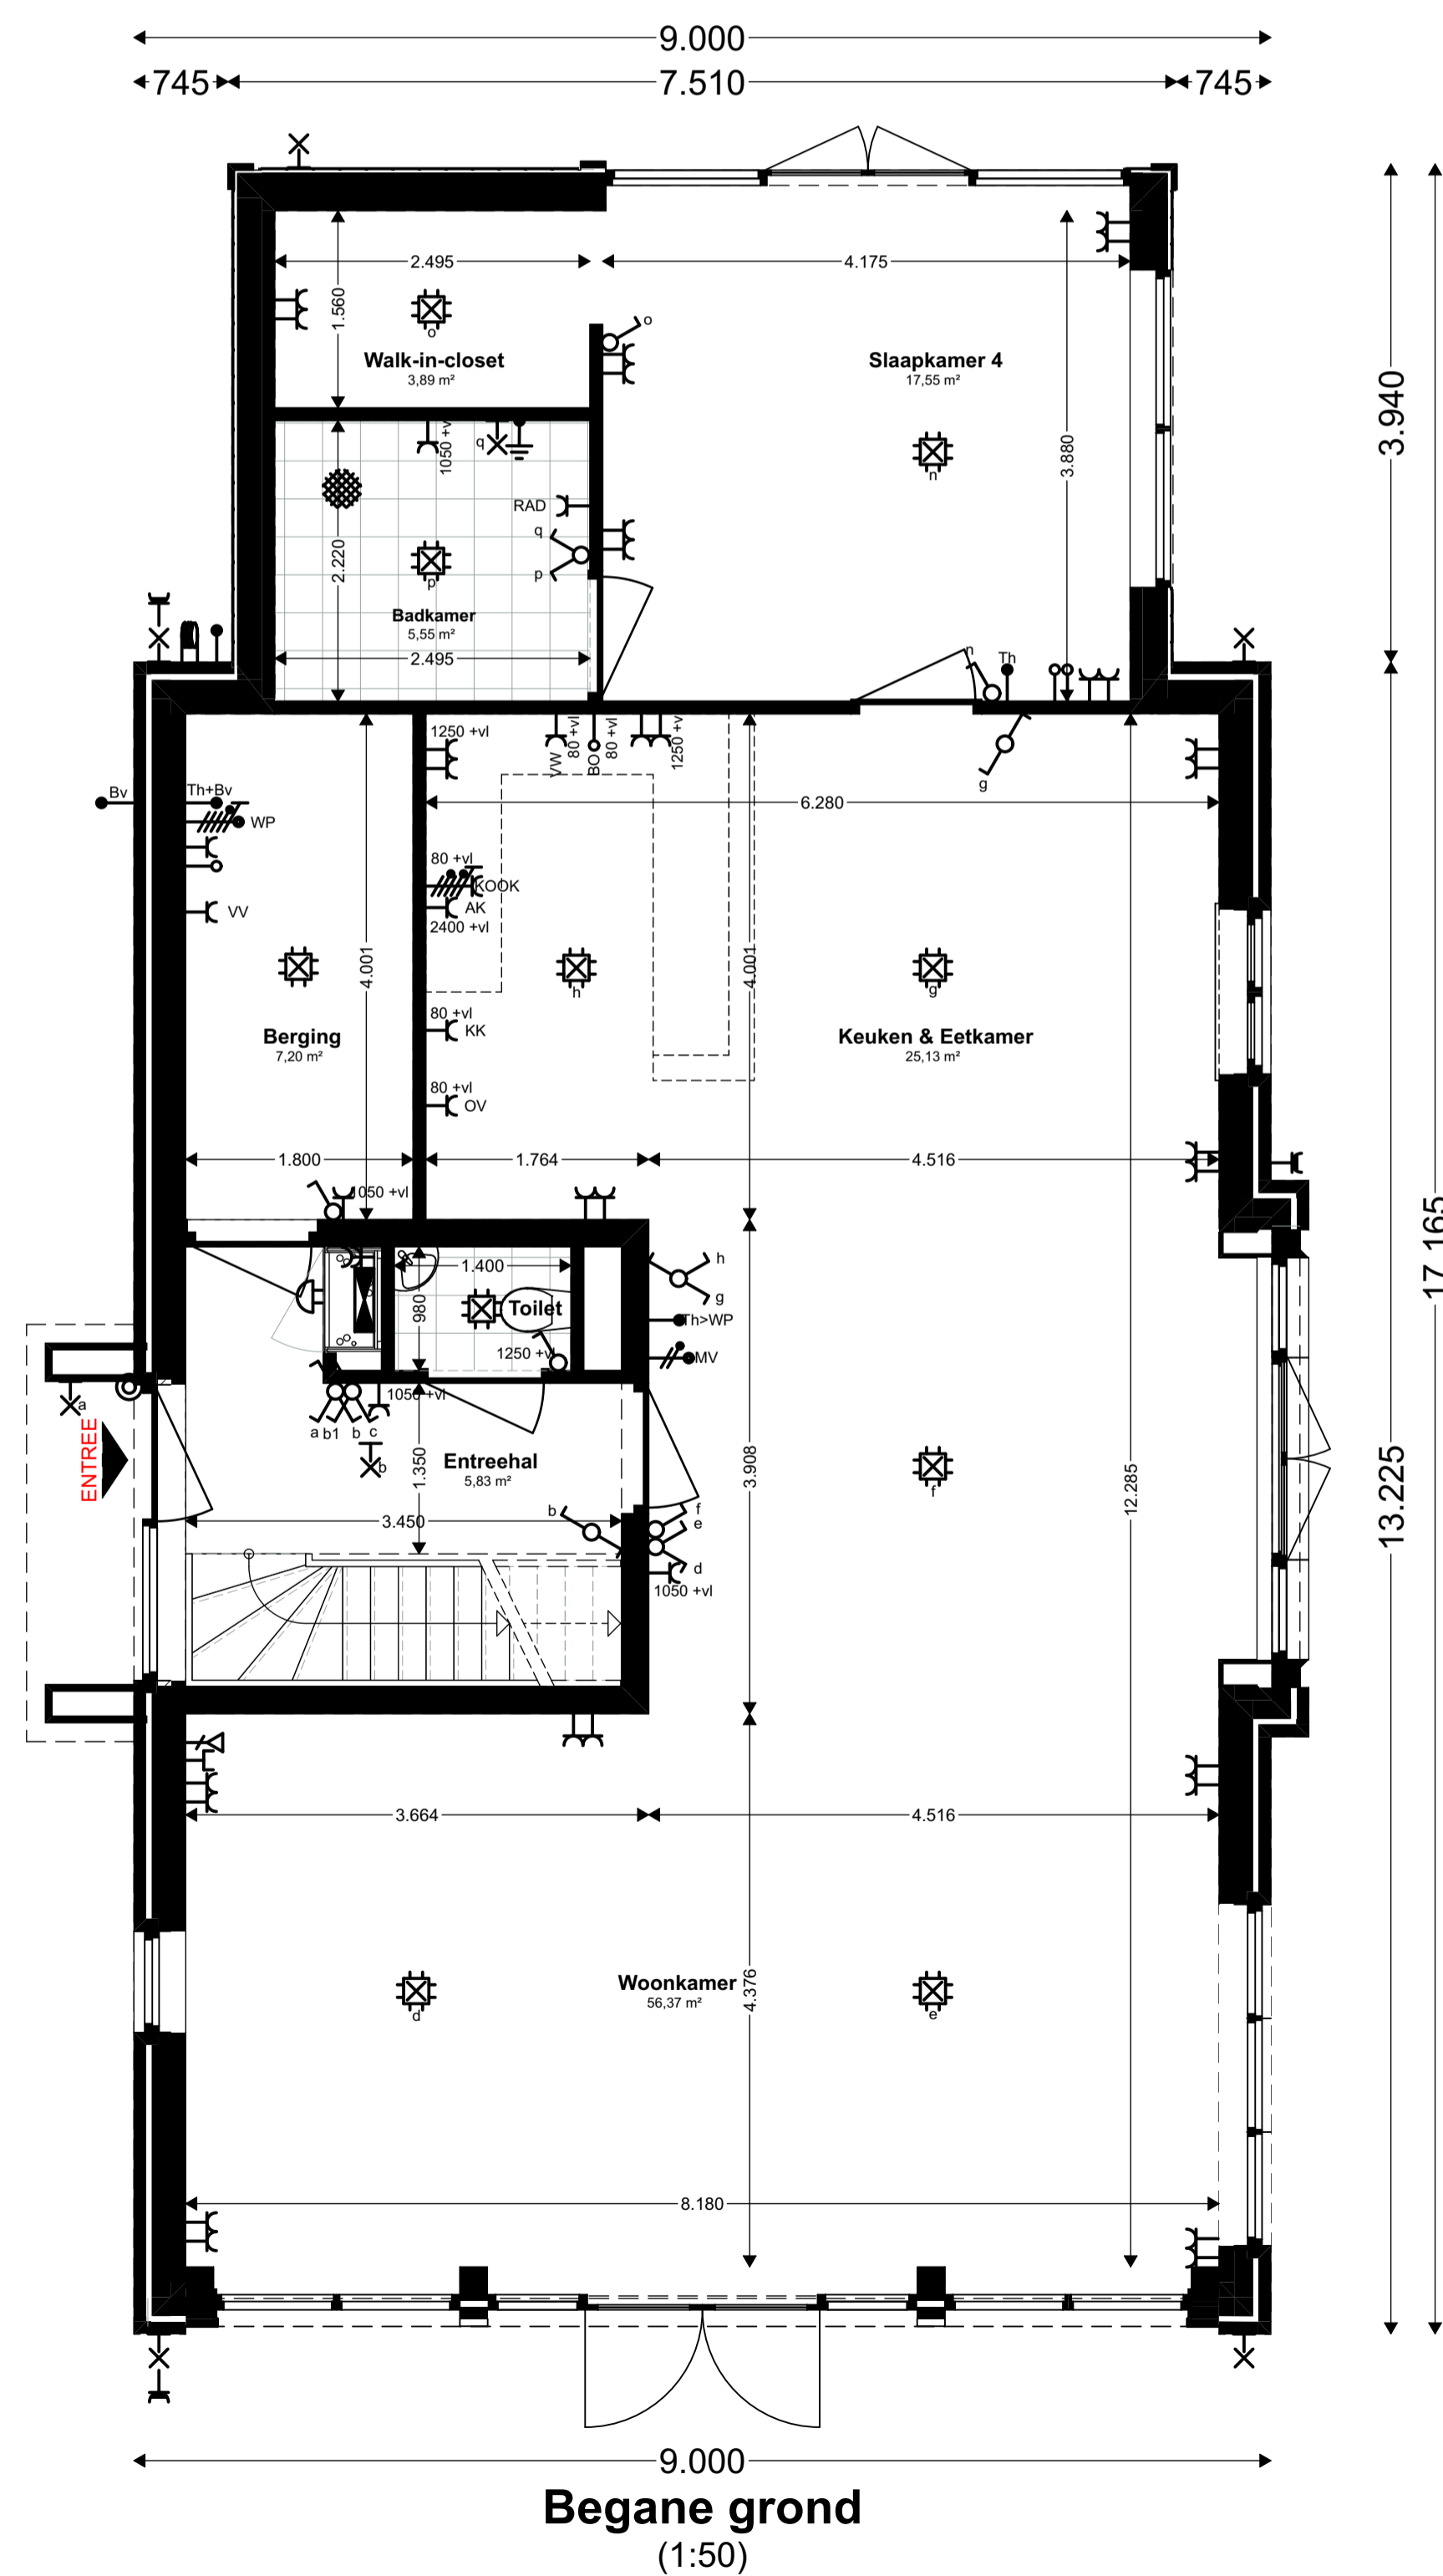 9.000
745
7.510
745
2.495
4.175
1.560
o
o
Walk-in-closet
3,89 m²
Slaapkamer 4
17,55 m²
3.940
3.880
1050 +v
q
n
RAD
q
p
2.220
p
Badkamer
5,55 m²
2.495
n
Th
1250 +vl
VW
80 +vl
BO
80 +vl
1250 +v
g
Bv
Th+Bv
WP
6.280
80 +vl
KOOK
AK
2400 +vl
VV
4.001
4.001
h
g
80 +vl
KK
Berging
7,20 m²
Keuken & Eetkamer
25,13 m²
80 +vl
OV
1.800
1.764
4.516
1050 +vl
17.165
1.400
h
g
980
Toilet
Th>WP
1250 +vl
MV
1050 +vl
a
a
b1
b
c
ENTREE
b
1.350
Entreehal
5,83 m²
3.908
f
12.285
13.225
3.450
b
f
e
d
1050 +vl
3.664
4.516
Woonkamer
56,37 m²
4.376
d
e
8.180
9.000
Begane grond
(1:50)